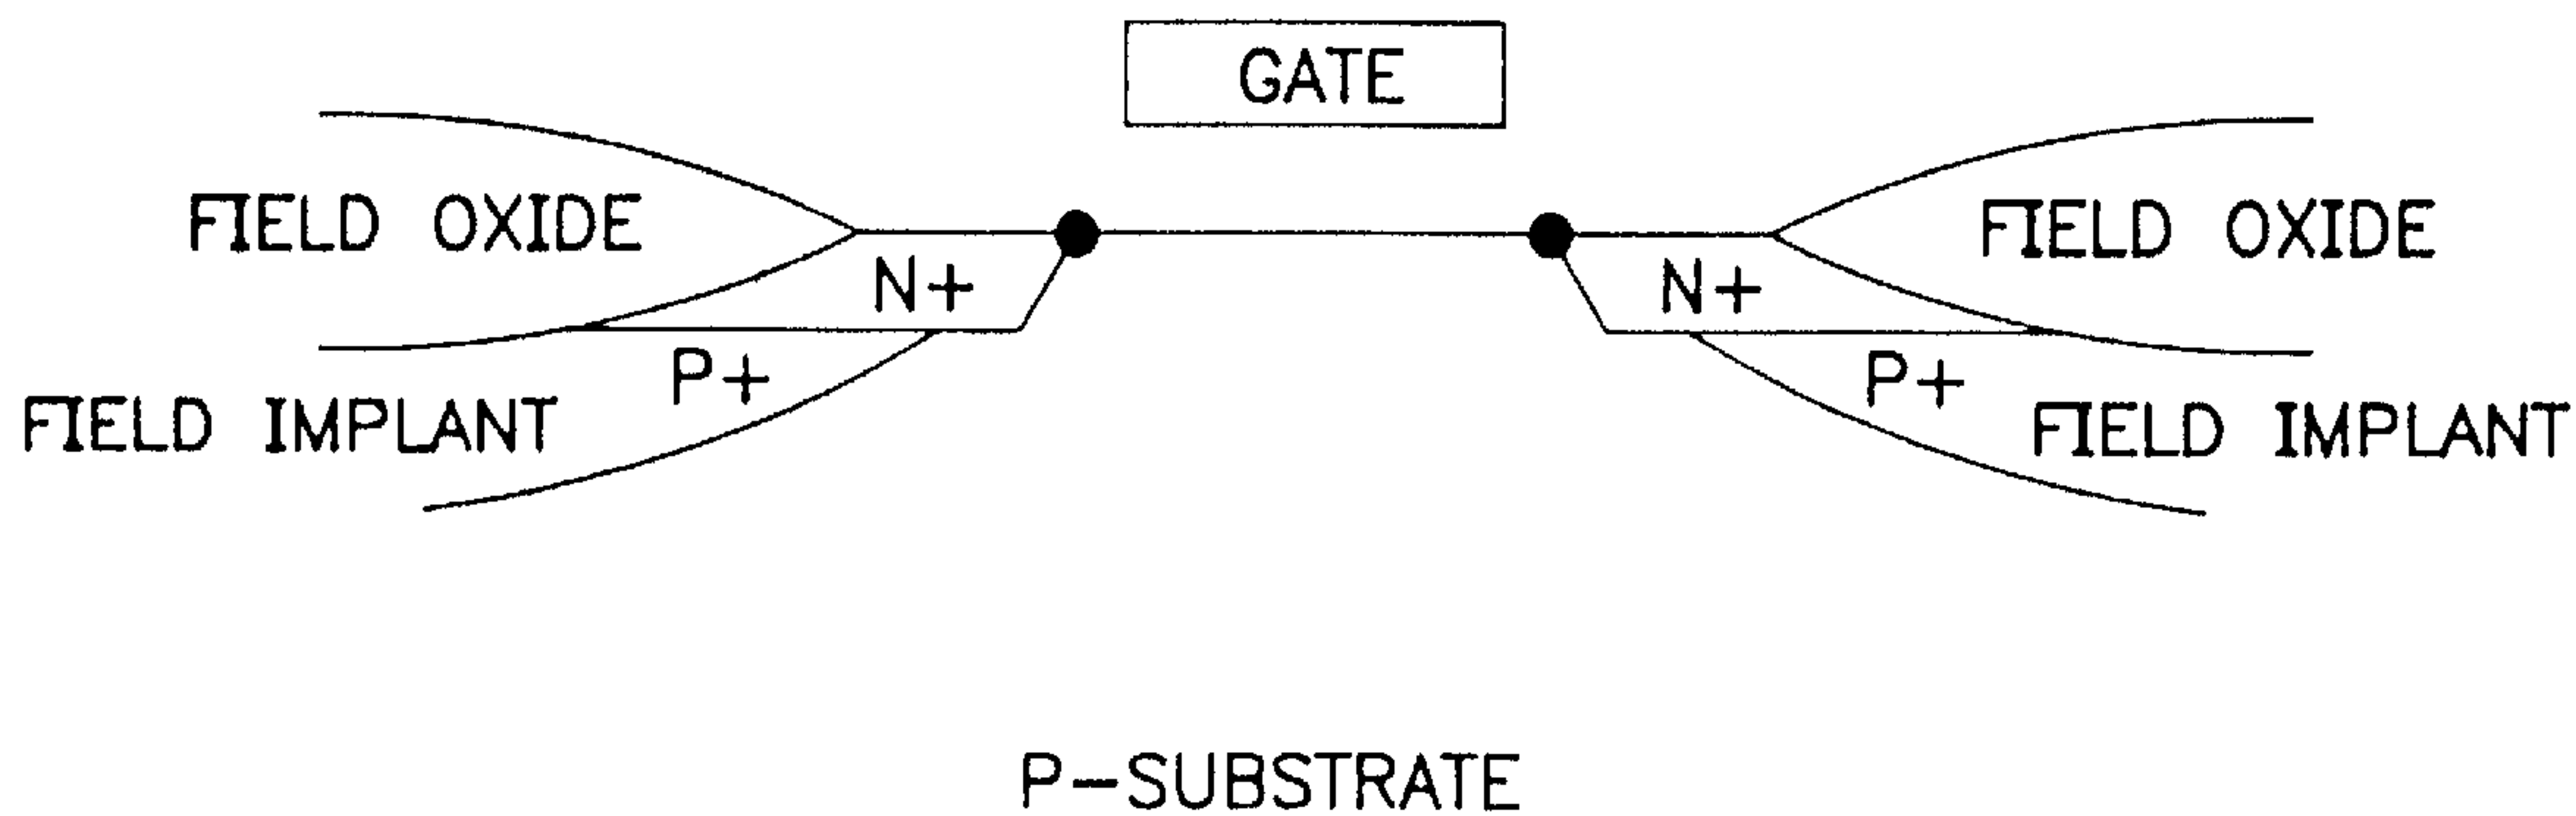 GATE
FIELD OXIDE
FIELD OXIDE
N+
N+
P+
P+
FIELD IMPLANT
FIELD IMPLANT
P-SUBSTRATE